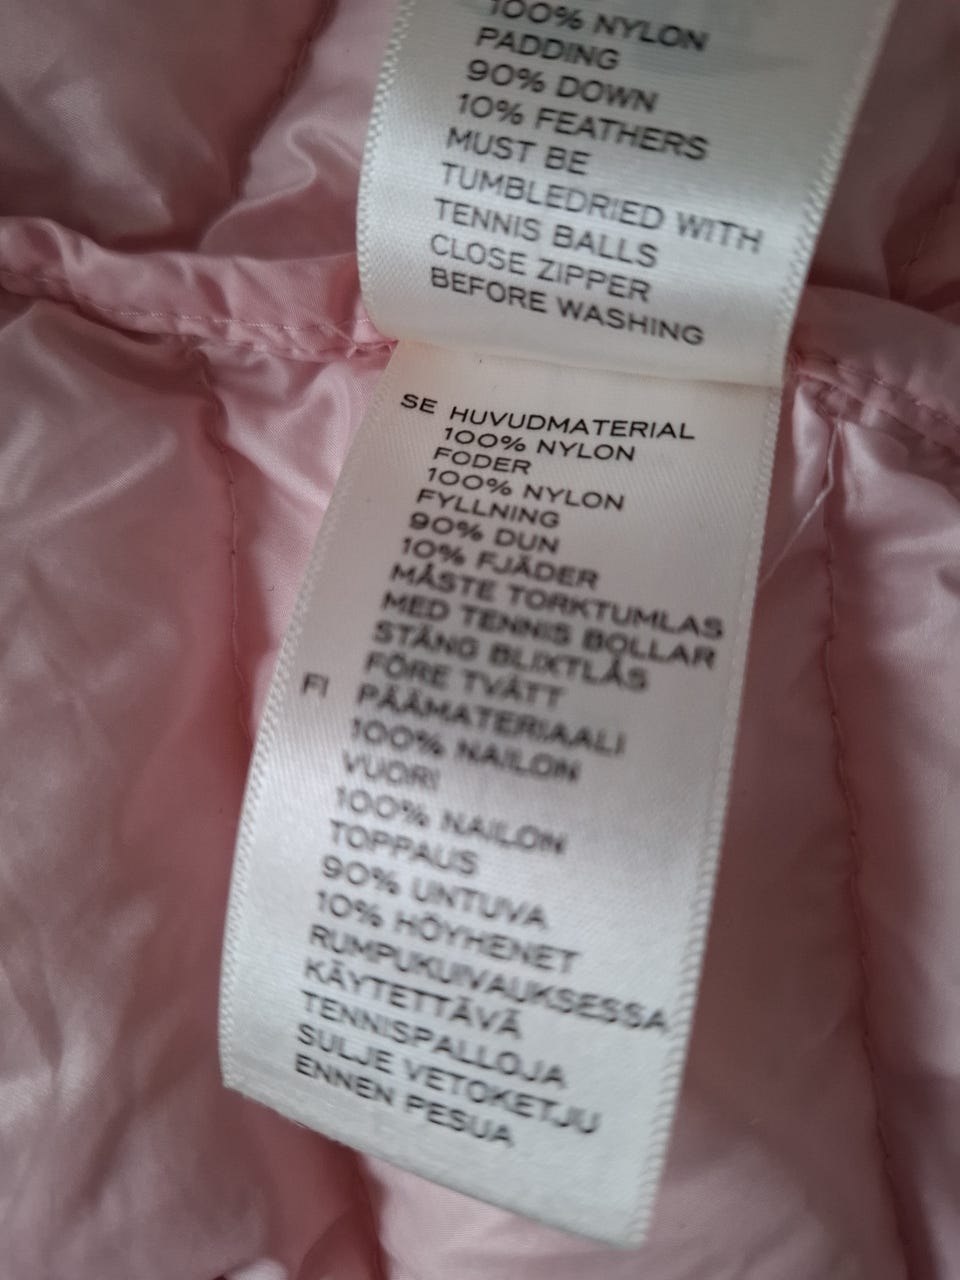 100% NYLON
PADDING
90% DOWN
10% FEATHERS
MUST BE
TUMBLEDRIED WITH
TENNIS BALLS
CLOSE ZIPPER
BEFORE WASHING
SE HUVUDMATERIAL
100% NYLON
FODER
100% NYLON
FYLLNING
90% DUN
10% FJÄDER
MÅSTE TORKTUMLAS
MED TENNIS BOLLAR
STÄNG BLIXTLÅS
FÖRE TVÄTT
FI PÄÄMATERIAALI
100% NAILON
VUORI
100% NAILON
TOPPAUS
90% UNTUVA
10% HÖYHENET
RUMPUKUIVAUKSESSA
KÄYTETTÄVÄ
TENNISPALLOJA
SULJE VETOKETJU
ENNEN PESUA